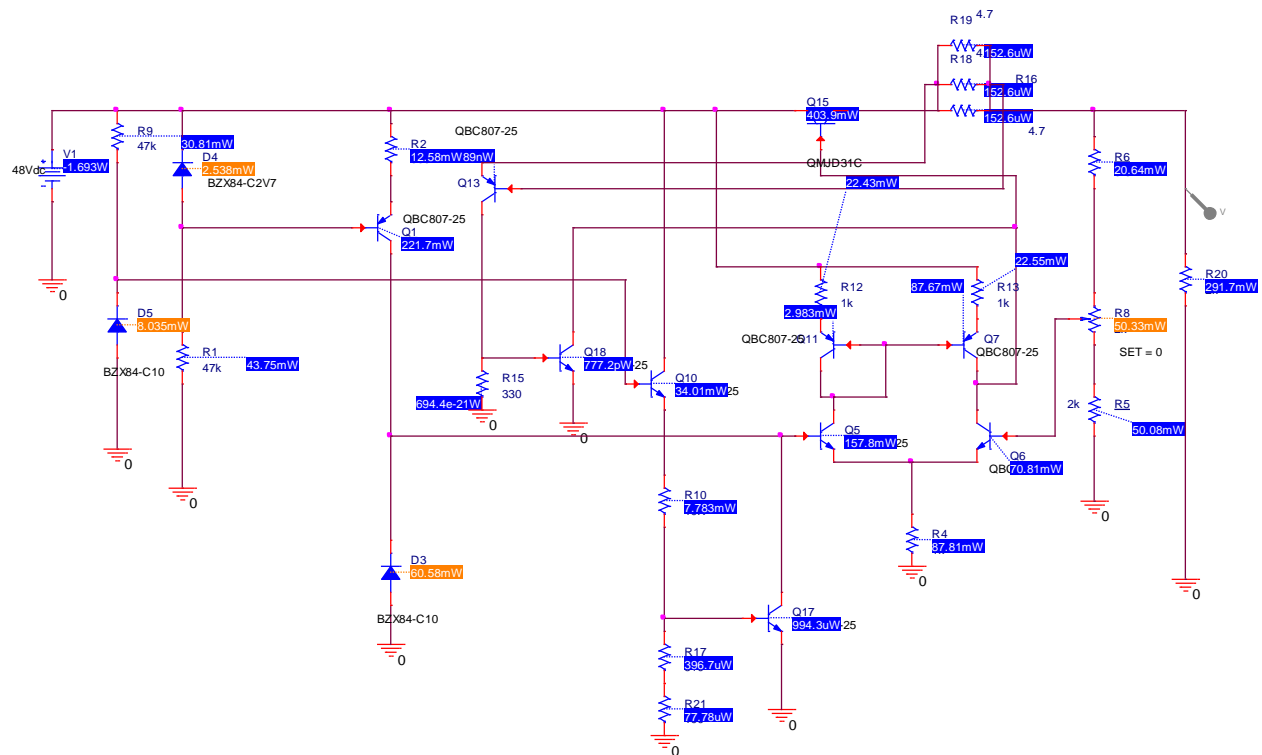 R19 4.7
152.6uW
R18
R16
152.6uW
152.6uW
4.7
R9
47k
30.81mW
D4
2.538mW
BZX84-C2V7
V1
48Vdc
-1.693W
0
QBC807-25
R2
12.58mW
89nW
Q13
QBC807-25
Q1
221.7mW
Q15
403.9mW
QMJD31C
22.43mW
R6
20.64mW
V
22.55mW
R12
1k
2.983mW
87.67mW
R13
1k
R20
291.7mW
0
D5
8.035mW
BZX84-C10
0
R1
47k
43.75mW
0
R15
330
694.4e-21W
0
Q18
777.2pW
-25
0
Q10
34.01mW
25
QBC807-25
Q11
Q7
QBC807-25
R8
50.33mW
SET = 0
2k
R5
50.08mW
0
Q5
157.8mW
25
Q6
70.81mW
R10
7.783mW
R4
87.81mW
0
D3
60.58mW
BZX84-C10
0
Q17
994.3uW
-25
0
R17
396.7uW
R21
77.78uW
0